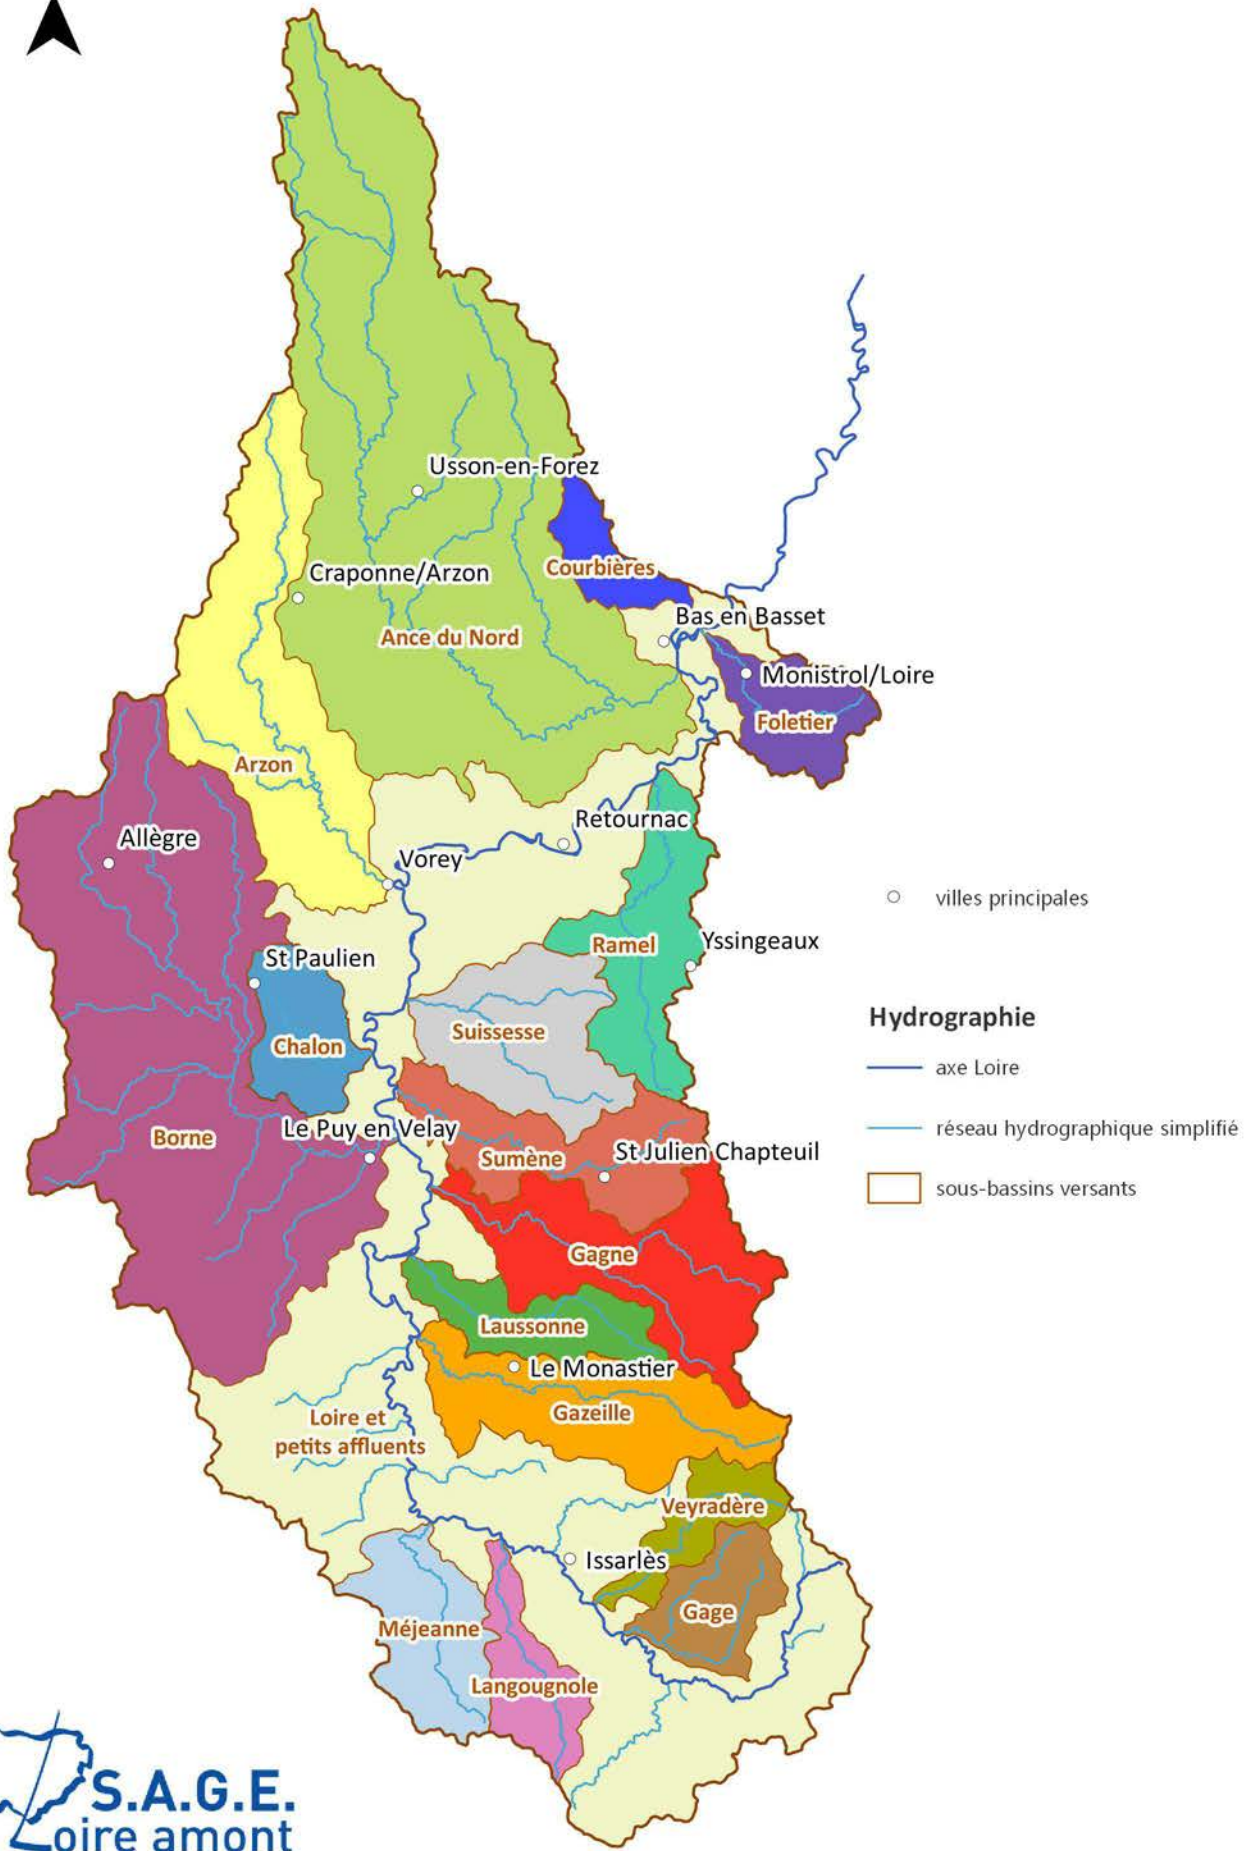 Usson-en-Forez
Courbières
Craponne/Arzon
Bas en Basset
Ance du Nord
Monistrol/Loire
Foletier
Arzon
Retournac
Allègre
Vorey
villes principales
Yssingeaux
Ramel
St Paulien
Hydrographie
Suissesse
Chalon
axe Loire
Le Puy en Velay
réseau hydrographique simplifié
Borne
St Julien Chapteuil
Sumène
sous-bassins versants
Gagne
Laussonne
Le Monastier
Gazeille
Loire et
petits affluents
Veyradère
Issarlès
Gage
Méjeanne
Langougnole
S.A.G.E.
Loire amont